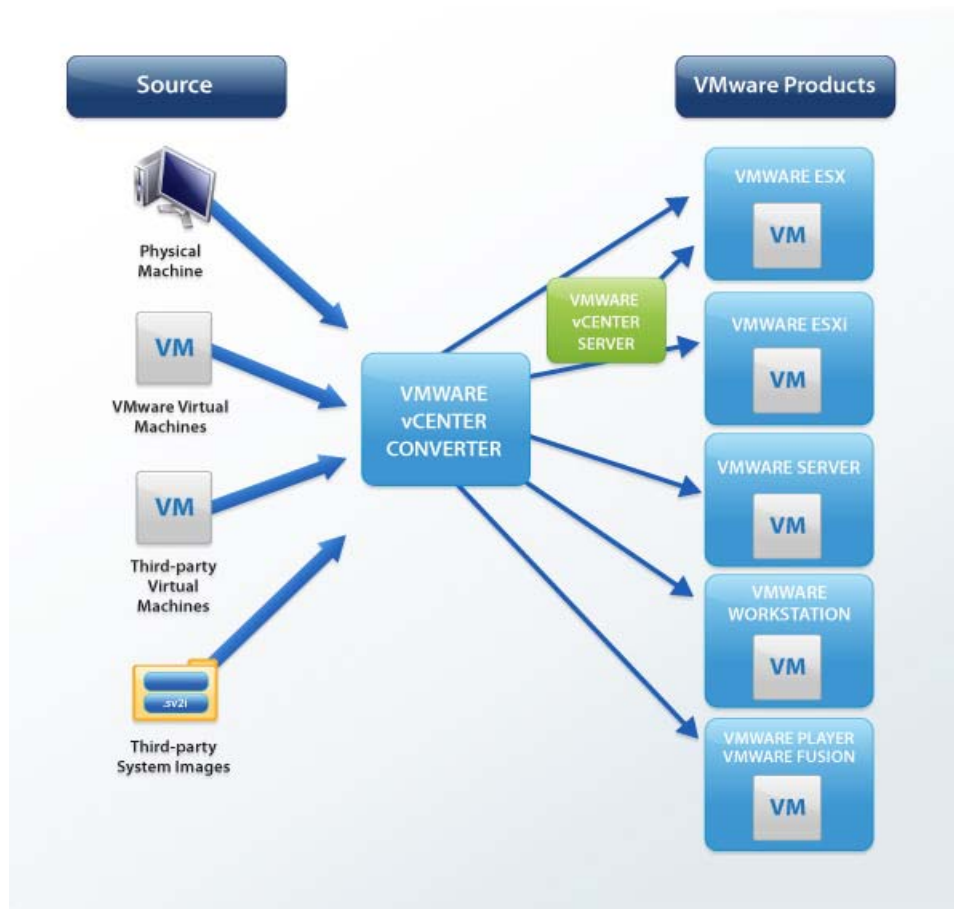 Source
VMware Products
Physical
Machine
VM
VMware Virtual
Machines
VM
Third-party
Virtual
Machines
.sv2i
Third-party
System Images
VMWARE
vCENTER
CONVERTER
VMWARE
vCENTER
SERVER
VMWARE ESX
VM
VMWARE ESXi
VM
VMWARE SERVER
VM
VMWARE
WORKSTATION
VM
VMWARE PLAYER
VMWARE FUSION
VM